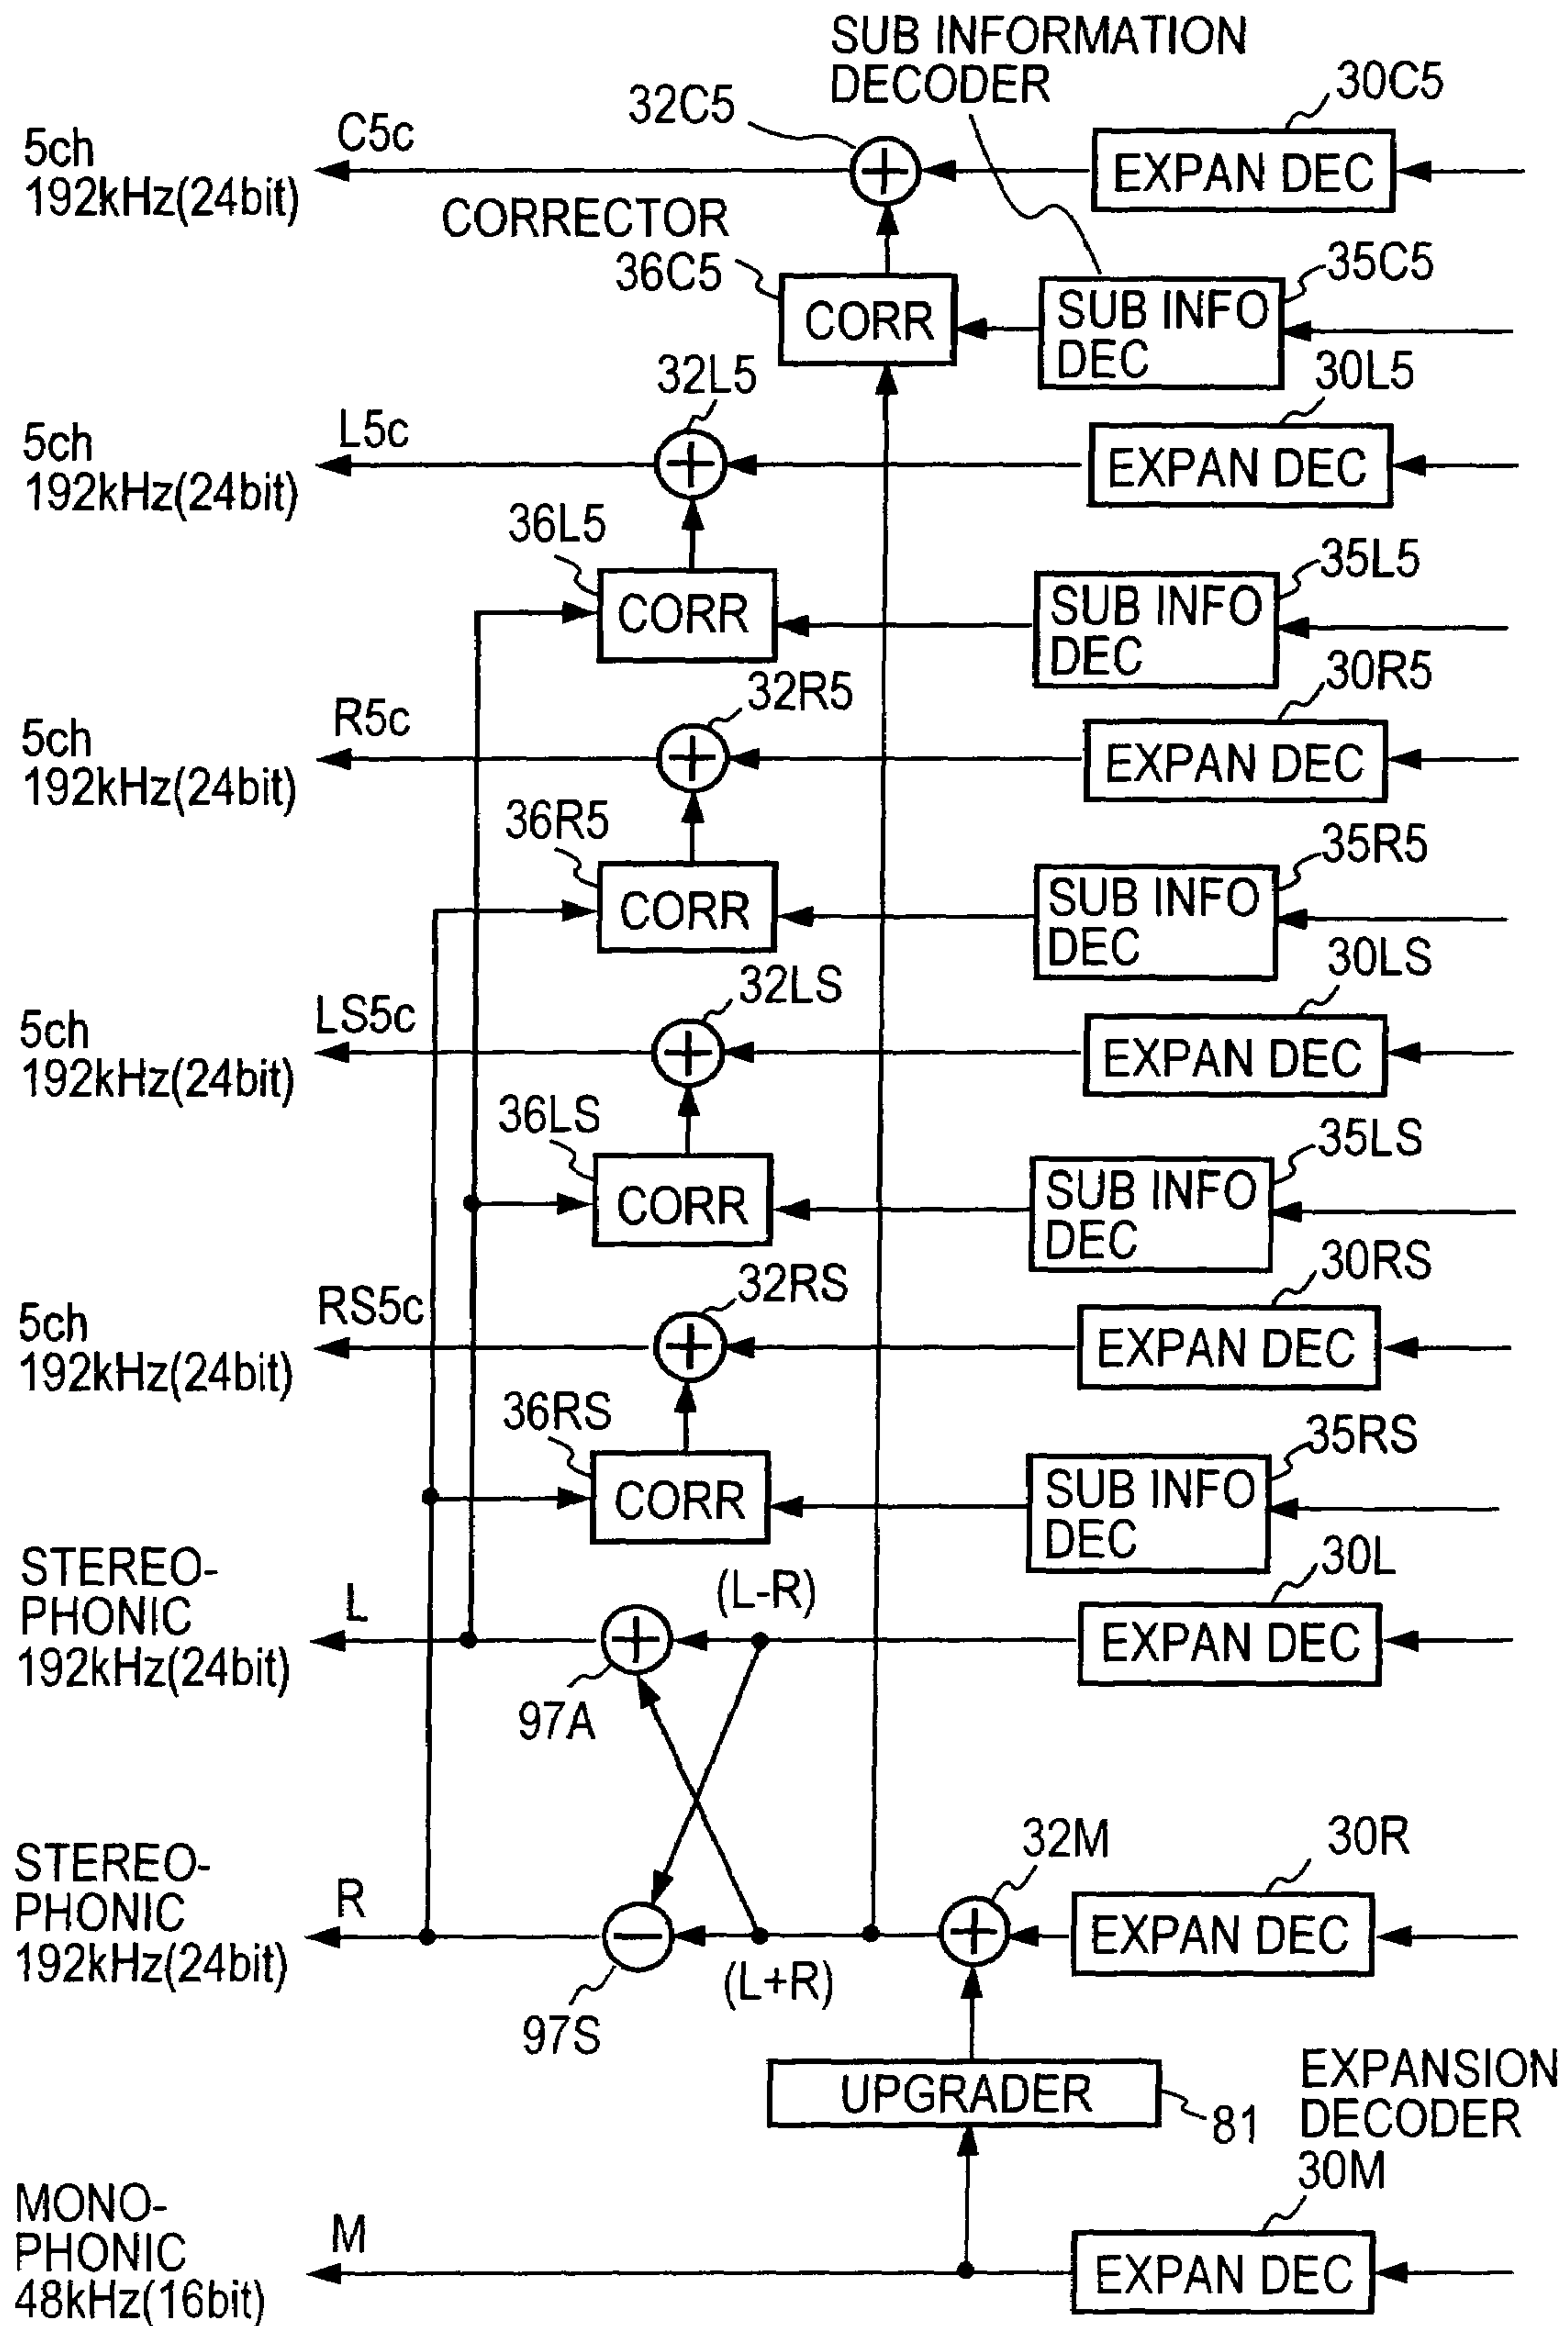 SUB INFORMATION
DECODER
32C5
30C5
5ch
192kHz(24bit)
C5c
EXPAN DEC
CORRECTOR
36C5
35C5
CORR
SUB INFO
DEC
32L5
30L5
5ch
192kHz(24bit)
L5c
EXPAN DEC
36L5
35L5
CORR
SUB INFO
DEC
32R5
30R5
5ch
192kHz(24bit)
R5c
EXPAN DEC
36R5
35R5
CORR
SUB INFO
DEC
32LS
30LS
5ch
192kHz(24bit)
LS5c
EXPAN DEC
36LS
35LS
CORR
SUB INFO
DEC
32RS
30RS
5ch
192kHz(24bit)
RS5c
EXPAN DEC
36RS
35RS
CORR
SUB INFO
DEC
30L
STEREO-
PHONIC
192kHz(24bit)
L
(L-R)
EXPAN DEC
97A
32M
30R
STEREO-
PHONIC
192kHz(24bit)
R
EXPAN DEC
(L+R)
97S
UPGRADER
81
EXPANSION
DECODER
30M
MONO-
PHONIC
48kHz(16bit)
M
EXPAN DEC